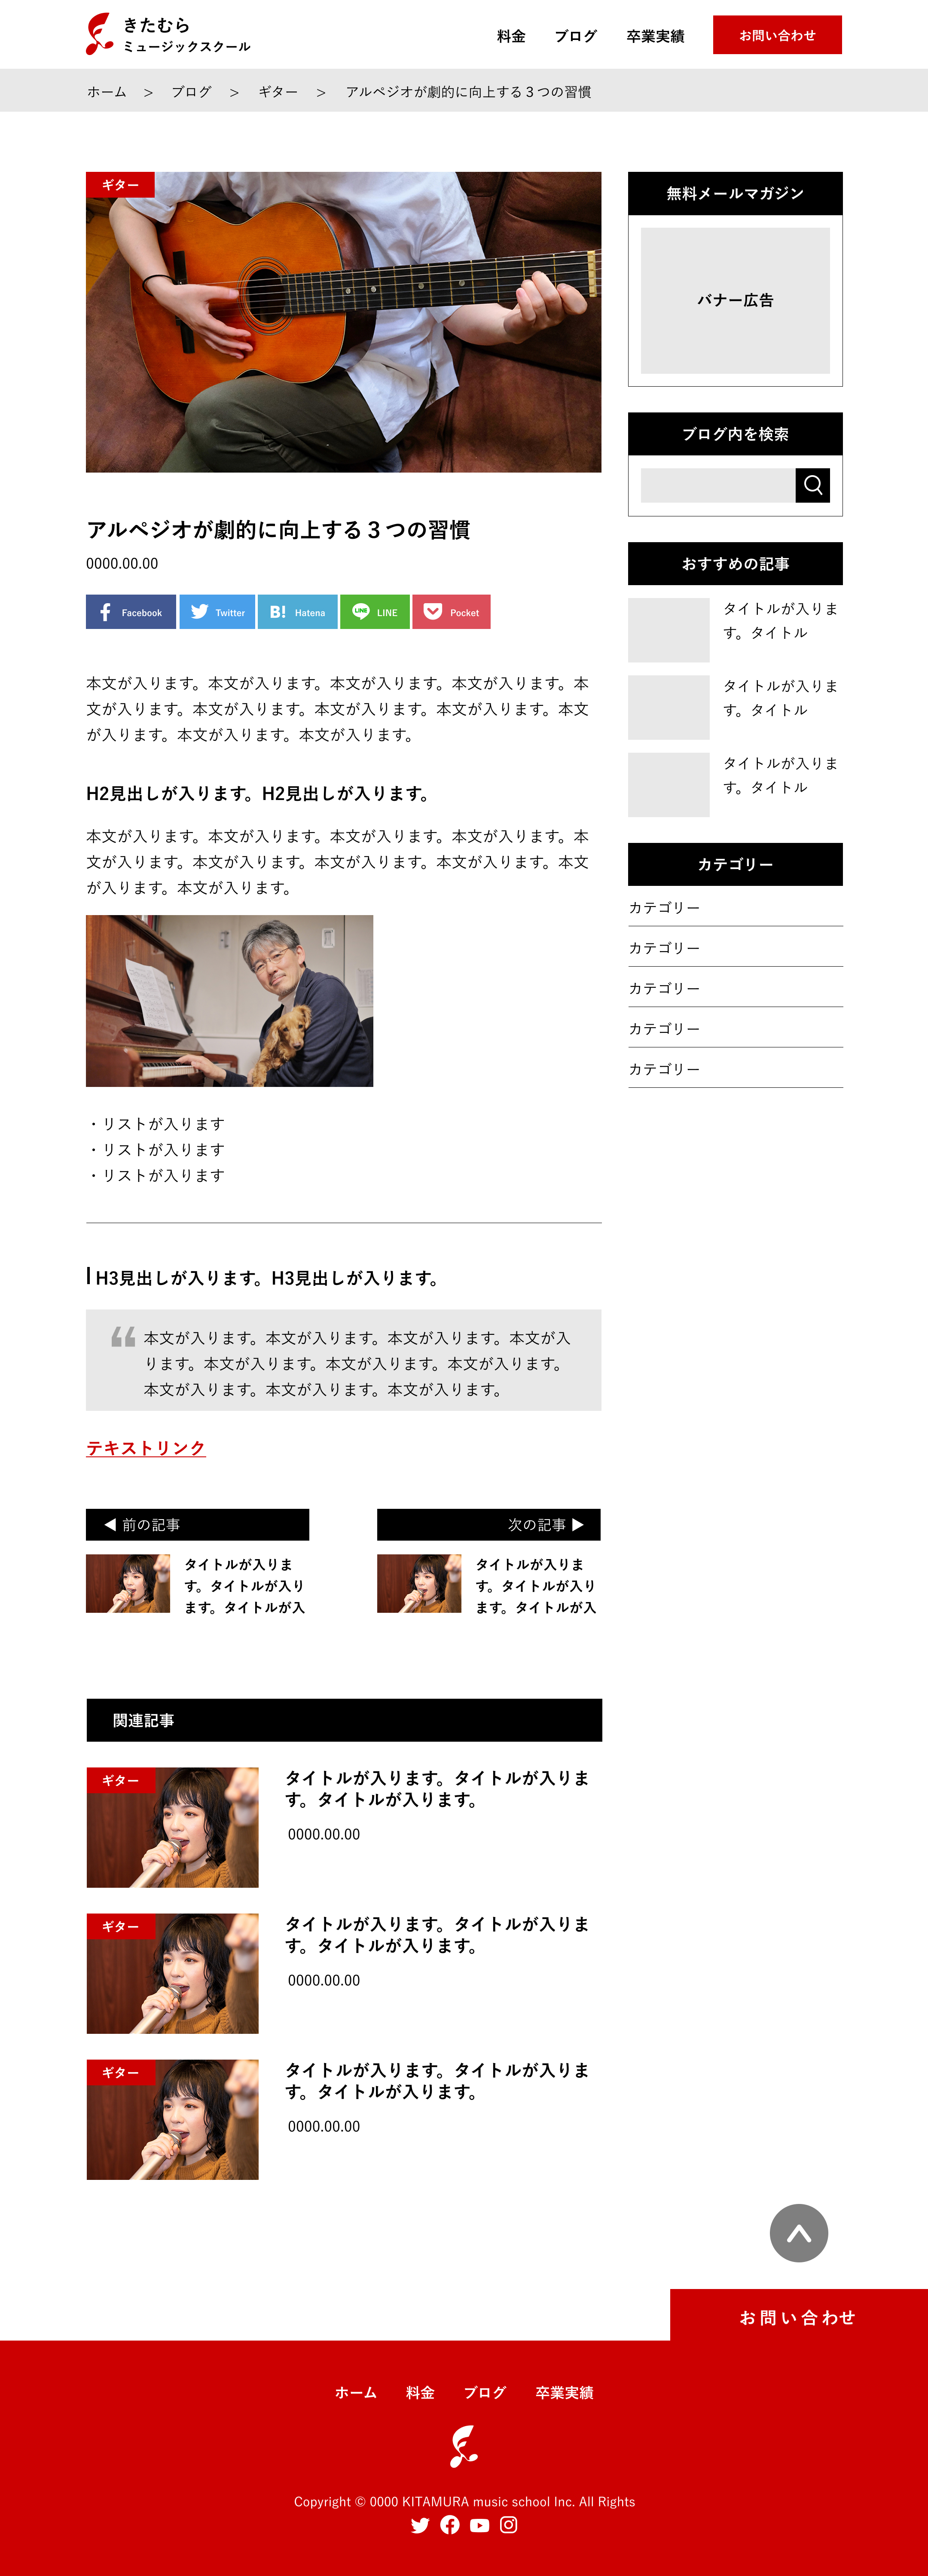 きたむら
ミュージックスクール
料金
ブログ
卒業実績
お問い合わせ
ホーム > ブログ > ギター > アルペジオが劇的に向上する３つの習慣
ギター
アルペジオが劇的に向上する３つの習慣
0000.00.00
Facebook
Twitter
B! Hatena
LINE LINE
Pocket
本文が入ります。本文が入ります。本文が入ります。本文が入ります。本
文が入ります。本文が入ります。本文が入ります。本文が入ります。本文
が入ります。本文が入ります。本文が入ります。
H2見出しが入ります。H2見出しが入ります。
本文が入ります。本文が入ります。本文が入ります。本文が入ります。本
文が入ります。本文が入ります。本文が入ります。本文が入ります。本文
が入ります。本文が入ります。
・リストが入ります
・リストが入ります
・リストが入ります
H3見出しが入ります。H3見出しが入ります。
“
本文が入ります。本文が入ります。本文が入ります。本文が入
ります。本文が入ります。本文が入ります。本文が入ります。
本文が入ります。本文が入ります。本文が入ります。
テキストリンク
◀ 前の記事
タイトルが入りま
す。タイトルが入り
ます。タイトルが入
次の記事 ▶
タイトルが入りま
す。タイトルが入り
ます。タイトルが入
関連記事
ギター
タイトルが入ります。タイトルが入りま
す。タイトルが入ります。
0000.00.00
ギター
タイトルが入ります。タイトルが入りま
す。タイトルが入ります。
0000.00.00
ギター
タイトルが入ります。タイトルが入りま
す。タイトルが入ります。
0000.00.00
無料メールマガジン
バナー広告
ブログ内を検索
おすすめの記事
タイトルが入りま
す。タイトル
タイトルが入りま
す。タイトル
タイトルが入りま
す。タイトル
カテゴリー
カテゴリー
カテゴリー
カテゴリー
カテゴリー
カテゴリー
お問い合わせ
ホーム
料金
ブログ
卒業実績
Copyright © 0000 KITAMURA music school Inc. All Rights